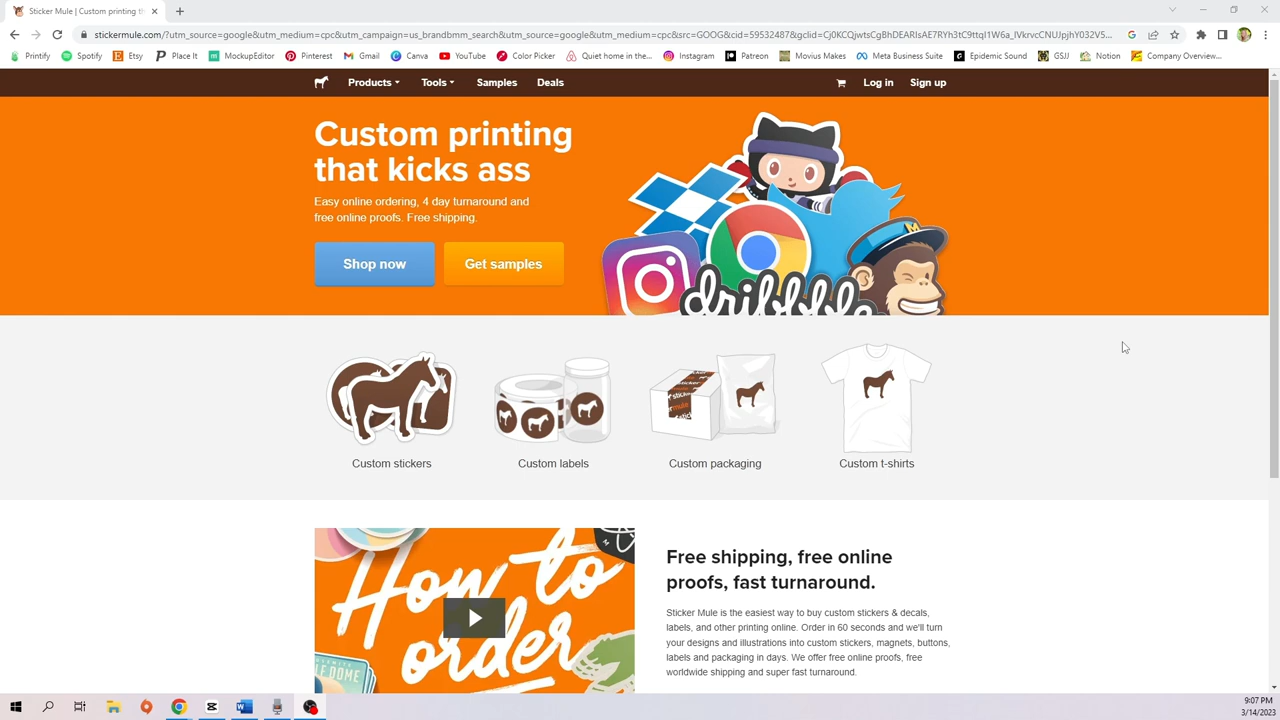 Sticker Mule | Custom printing th
stickermule.com/?utm_source=google&utm_medium=cpc&utm_campaign=us_brandbmm_search&utm_source=google&utm_medium=cpc&src=GOOG&cid=59532487&gclid=
Printify Spotify Etsy Place It MockupEditor Pinterest Gmail Canva YouTube Color Picker Quiet home in the... Instagram Patreon Movius Makes Meta Business Suite Epidemic Sound GSJJ Notion Company Overview...
Products Tools Samples Deals Log in Sign up
Custom printing
that kicks ass
Easy online ordering, 4 day turnaround and
free online proofs. Free shipping.
Shop now Get samples
dribbble
Custom stickers Custom labels Custom packaging Custom t-shirts
How to
order
Free shipping, free online
proofs, fast turnaround.
Sticker Mule is the easiest way to buy custom stickers & decals,
labels, and other printing online. Order in 60 seconds and we'll turn
your designs and illustrations into custom stickers, magnets, buttons,
labels and packaging in days. We offer free online proofs, free
worldwide shipping and super fast turnaround.
9:07 PM
3/14/2023